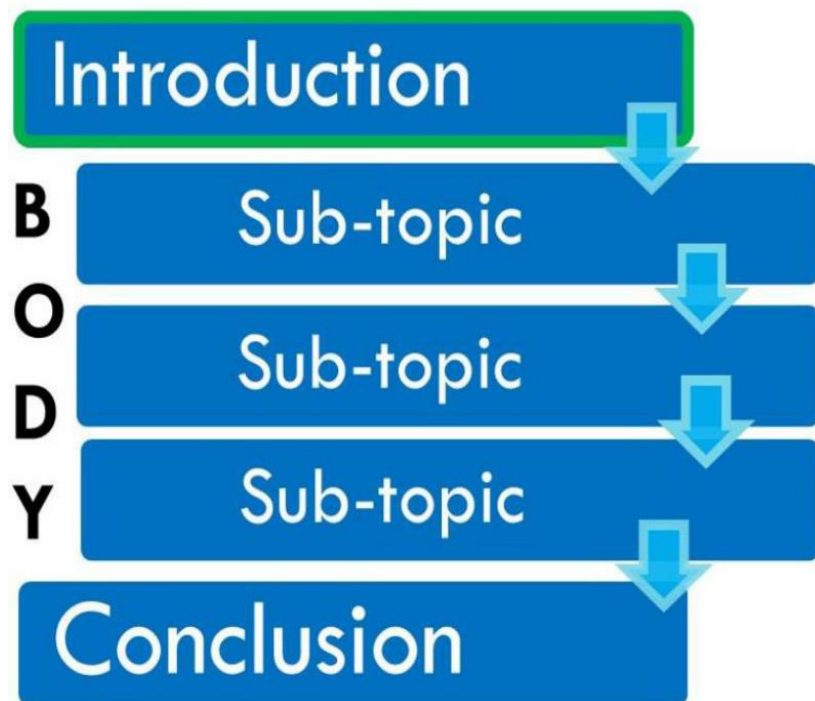 Introduction
B
O
D
Y
Sub-topic
Sub-topic
Sub-topic
Conclusion